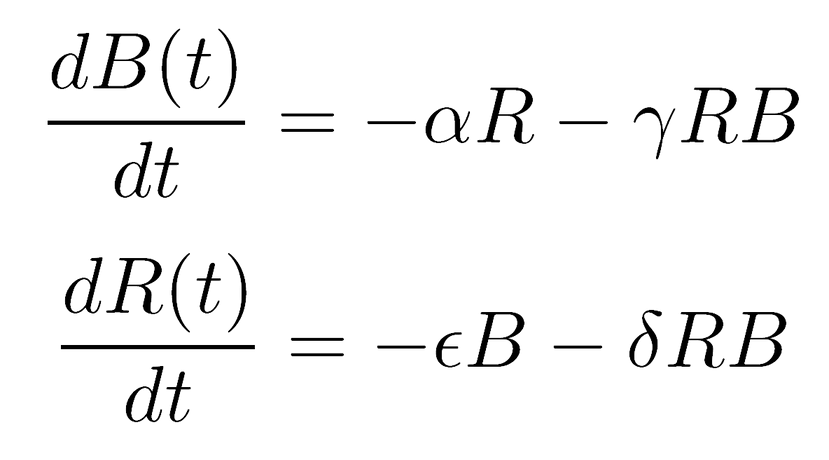 dB(t)/dt = −αR − γRB
dR(t)/dt = −ϵB − δRB